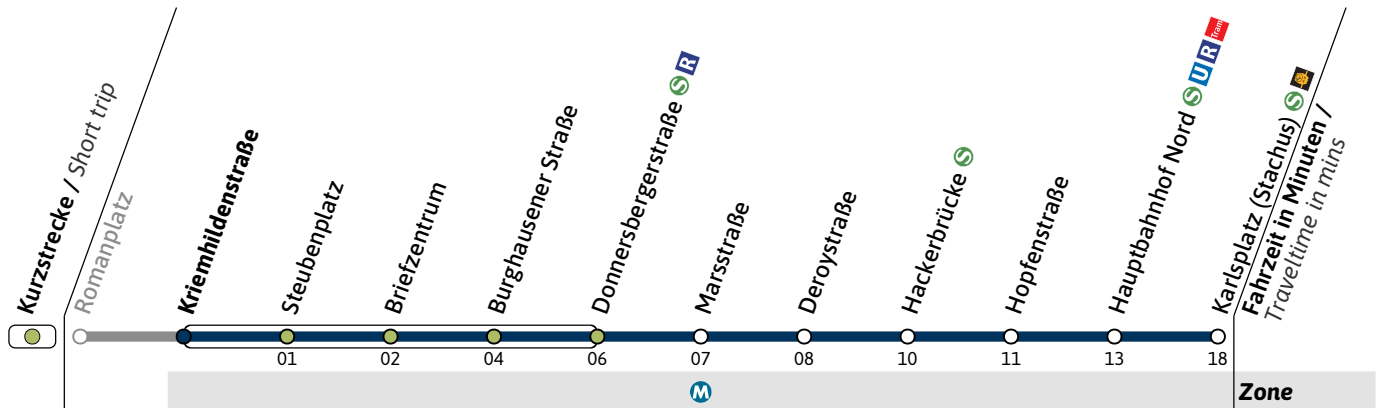 Kurzstrecke / Short trip
Romanplatz
Kriemhildenstraße
Steubenplatz
Briefzentrum
Burghausener Straße
Donnersbergerstraße S R
Marsstraße
Deroystraße
Hackerbrücke S
Hopfenstraße
Hauptbahnhof Nord S U R Tram
Karlsplatz (Stachus) S
Fahrzeit in Minuten /
Traveltime in mins
01 02 04 06 07 08 10 11 13 18
M
Zone